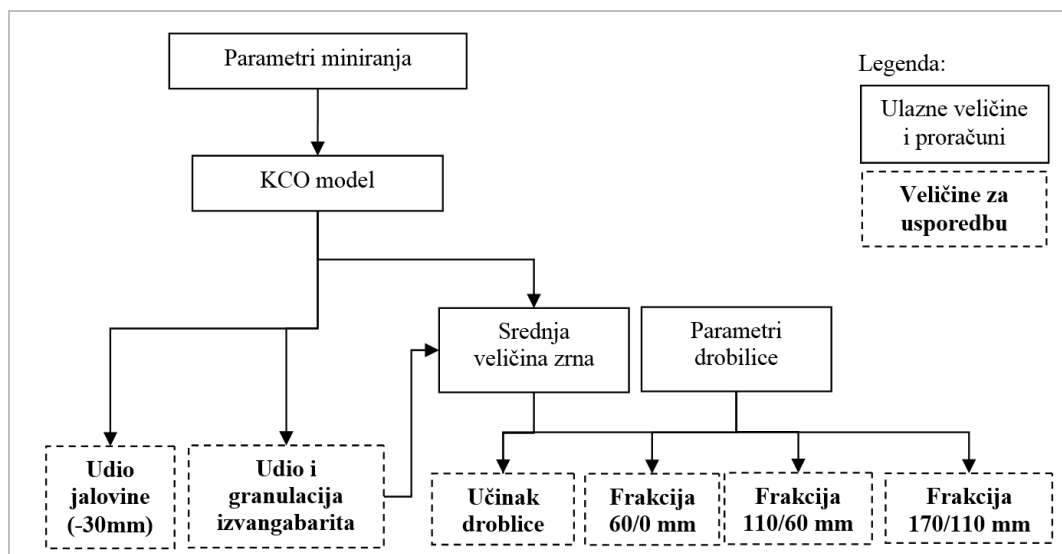 Parametri miniranja
KCO model
Legenda:
Ulazne veličine
i proračuni
Veličine za
usporedbu
Srednja
veličina zrna
Parametri
drobilice
Udio
jalovine
(-30mm)
Udio i
granulacija
izvangabarita
Učinak
droblice
Frakcija
60/0 mm
Frakcija
110/60 mm
Frakcija
170/110 mm